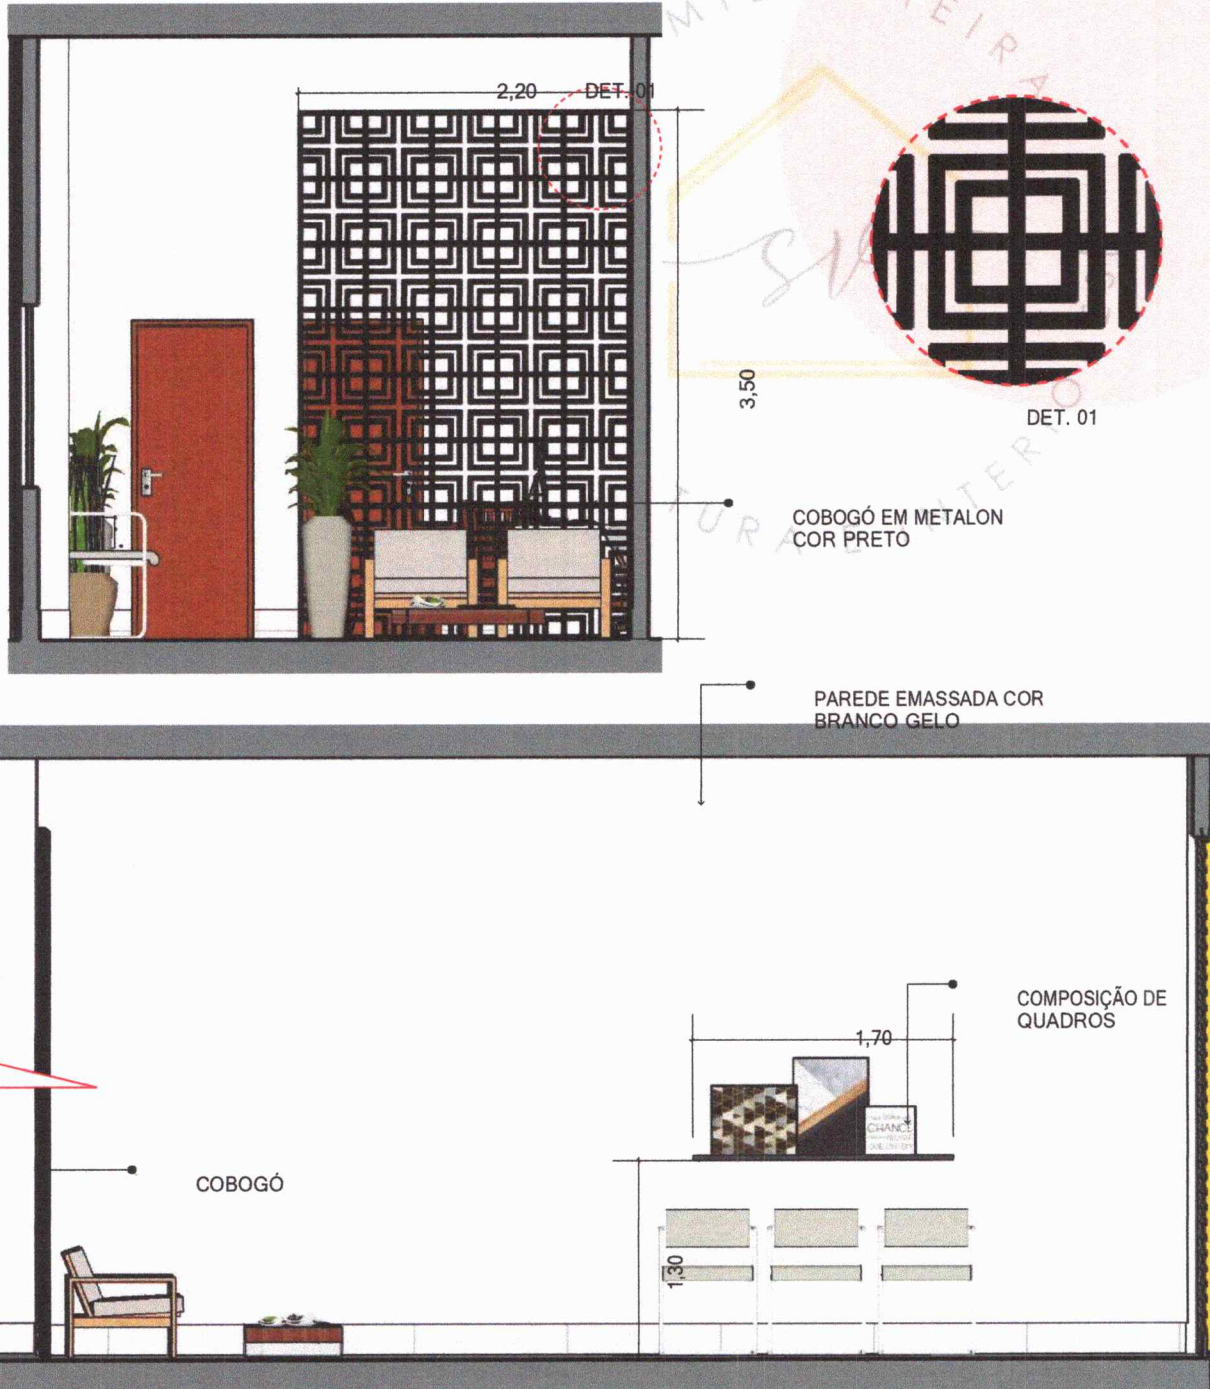 2,20
DET. 01
3,50
DET. 01
COBOGÓ EM METALON
COR PRETO
PAREDE EMASSADA COR
BRANCO GELO
COMPOSIÇÃO DE
QUADROS
1,70
CHANCE
COBOGÓ
1,30